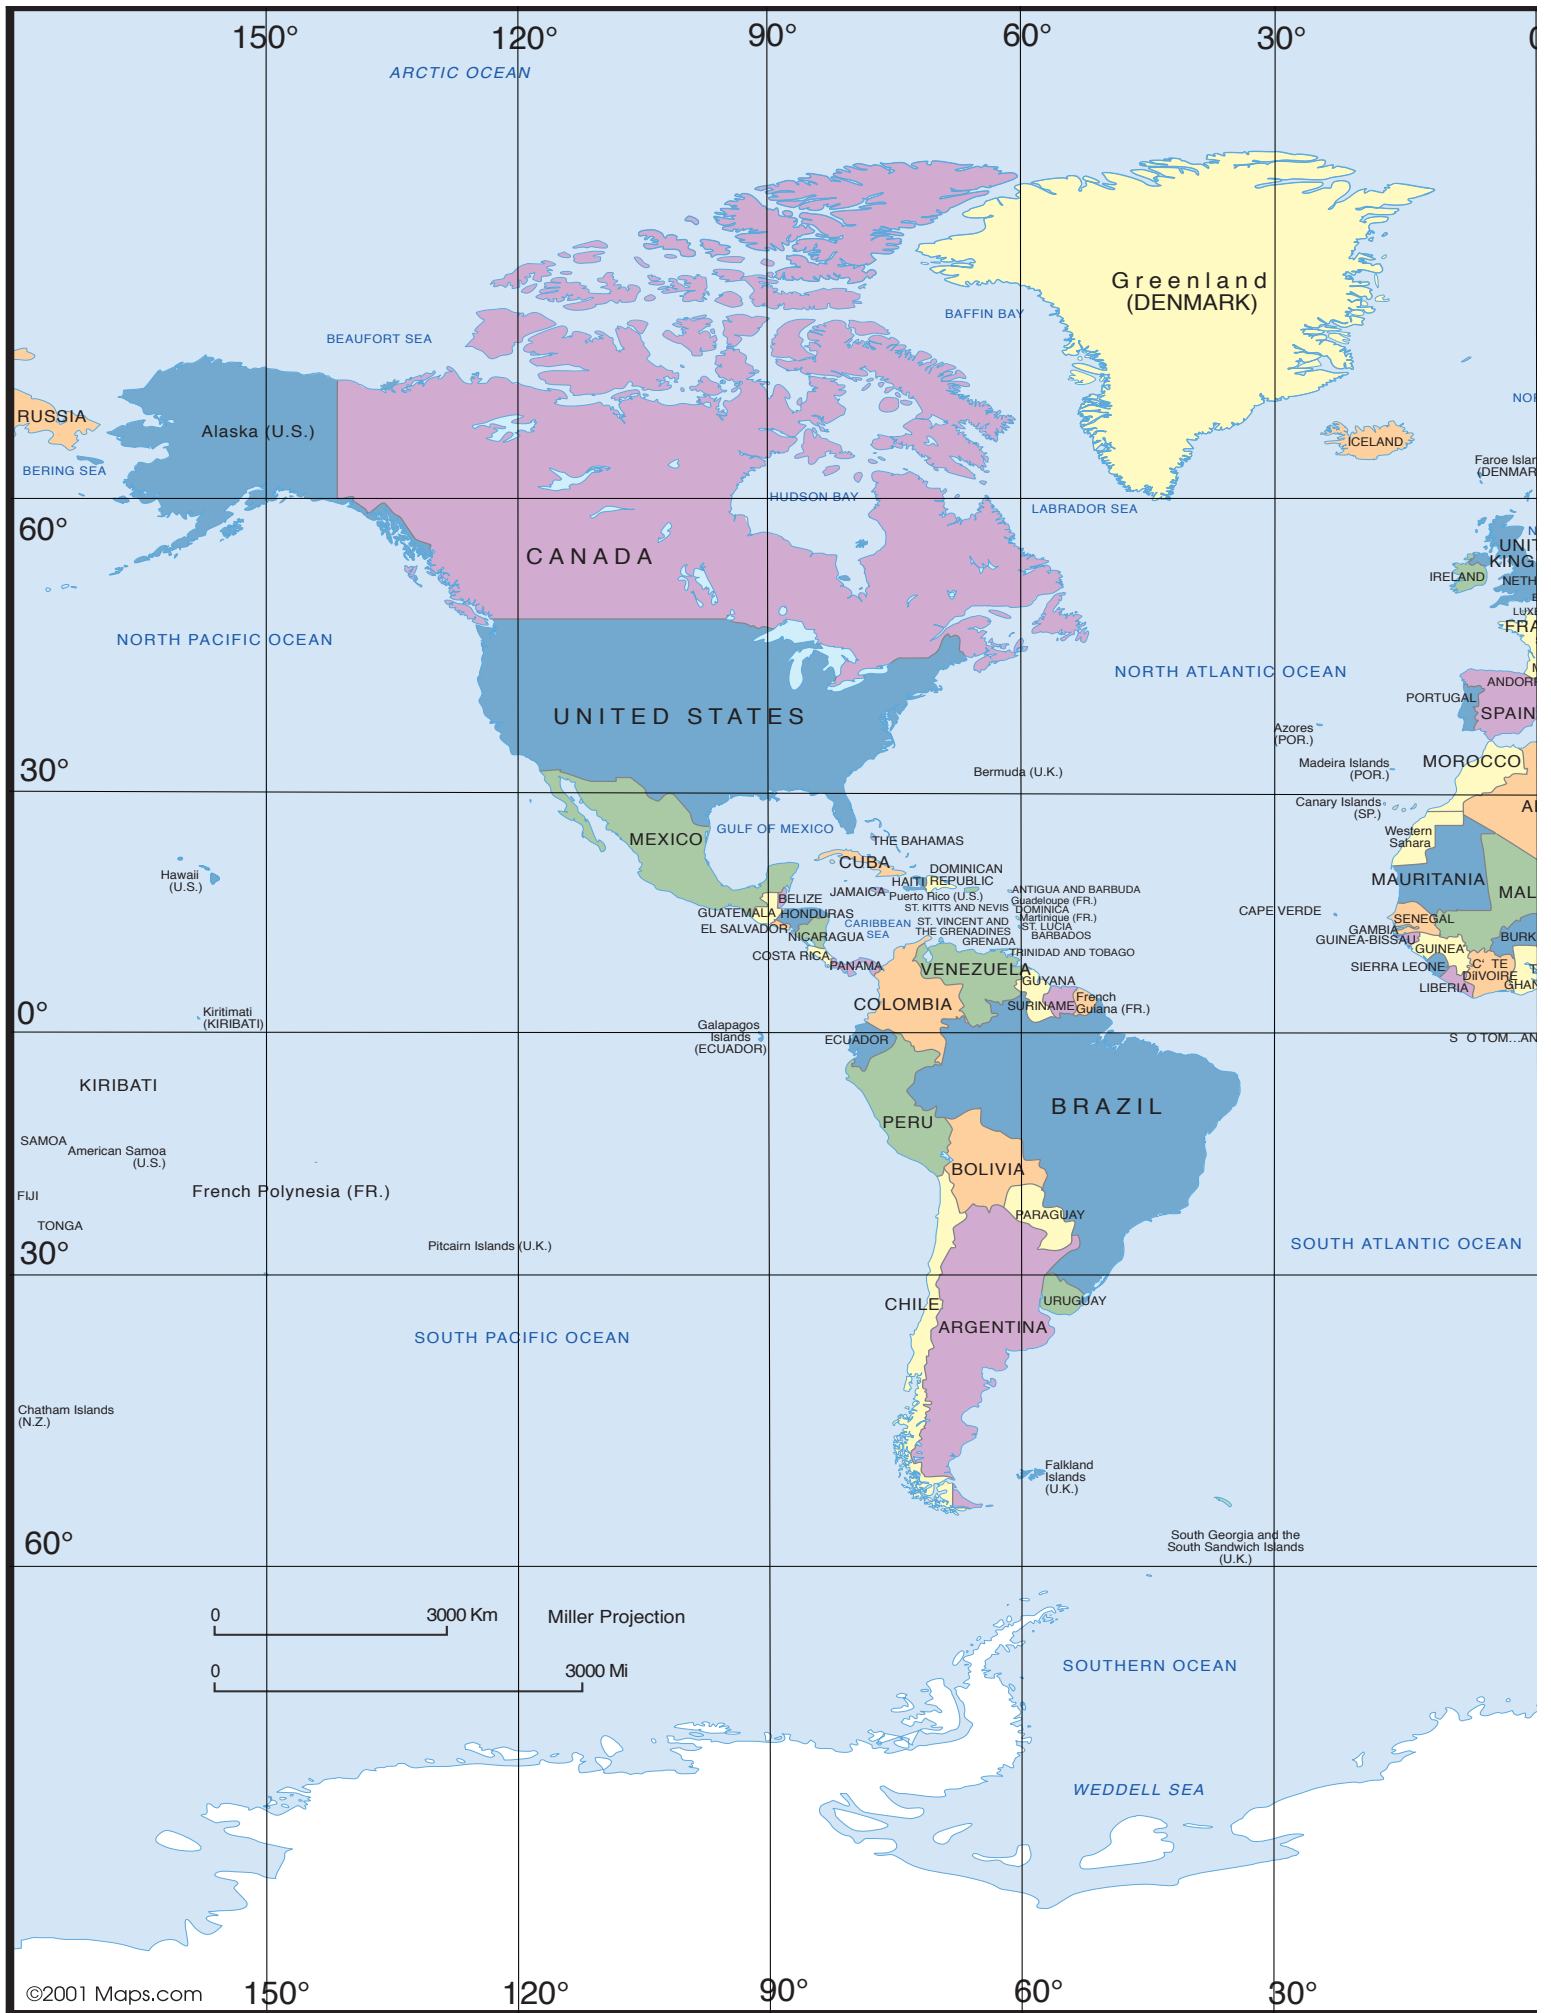 150°
120°
90°
60°
30°
ARCTIC OCEAN
Greenland
(DENMARK)
BAFFIN BAY
BEAUFORT SEA
RUSSIA
Alaska (U.S.)
ICELAND
BERING SEA
HUDSON BAY
LABRADOR SEA
60°
CANADA
IRELAND
NORTH PACIFIC OCEAN
NORTH ATLANTIC OCEAN
UNITED STATES
PORTUGAL
SPAIN
Azores
(POR.)
30°
Bermuda (U.K.)
Madeira Islands
(POR.)
MOROCCO
Canary Islands
(SP.)
MEXICO
GULF OF MEXICO
THE BAHAMAS
Western
Sahara
CUBA
Hawaii
(U.S.)
DOMINICAN
REPUBLIC
HAITI
JAMAICA
Puerto Rico (U.S.)
MAURITANIA
BELIZE
ANTIGUA AND BARBUDA
Guadeloupe (FR.)
ST. KITTS AND NEVIS
DOMINICA
Martinique (FR.)
ST. LUCIA
GUATEMALA
HONDURAS
CARIBBEAN
SEA
ST. VINCENT AND
THE GRENADINES
BARBADOS
GRENADA
CAPE VERDE
SENEGAL
GAMBIA
GUINEA-BISSAU
EL SALVADOR
NICARAGUA
COSTA RICA
TRINIDAD AND TOBAGO
GUINEA
PANAMA
VENEZUELA
SIERRA LEONE
C‘ TE
DiIVOIRE
LIBERIA
GUYANA
COLOMBIA
SURINAME
French
Guiana (FR.)
0°
Kiritimati
(KIRIBATI)
Galapagos
Islands
(ECUADOR)
ECUADOR
S O TOM...AN
KIRIBATI
BRAZIL
PERU
SAMOA
American Samoa
(U.S.)
BOLIVIA
FIJI
French Polynesia (FR.)
TONGA
PARAGUAY
30°
Pitcairn Islands (U.K.)
SOUTH ATLANTIC OCEAN
CHILE
URUGUAY
SOUTH PACIFIC OCEAN
ARGENTINA
Chatham Islands
(N.Z.)
Falkland
Islands
(U.K.)
60°
South Georgia and the
South Sandwich Islands
(U.K.)
0 3000 Km
Miller Projection
0 3000 Mi
SOUTHERN OCEAN
WEDDELL SEA
©2001 Maps.com
150°
120°
90°
60°
30°